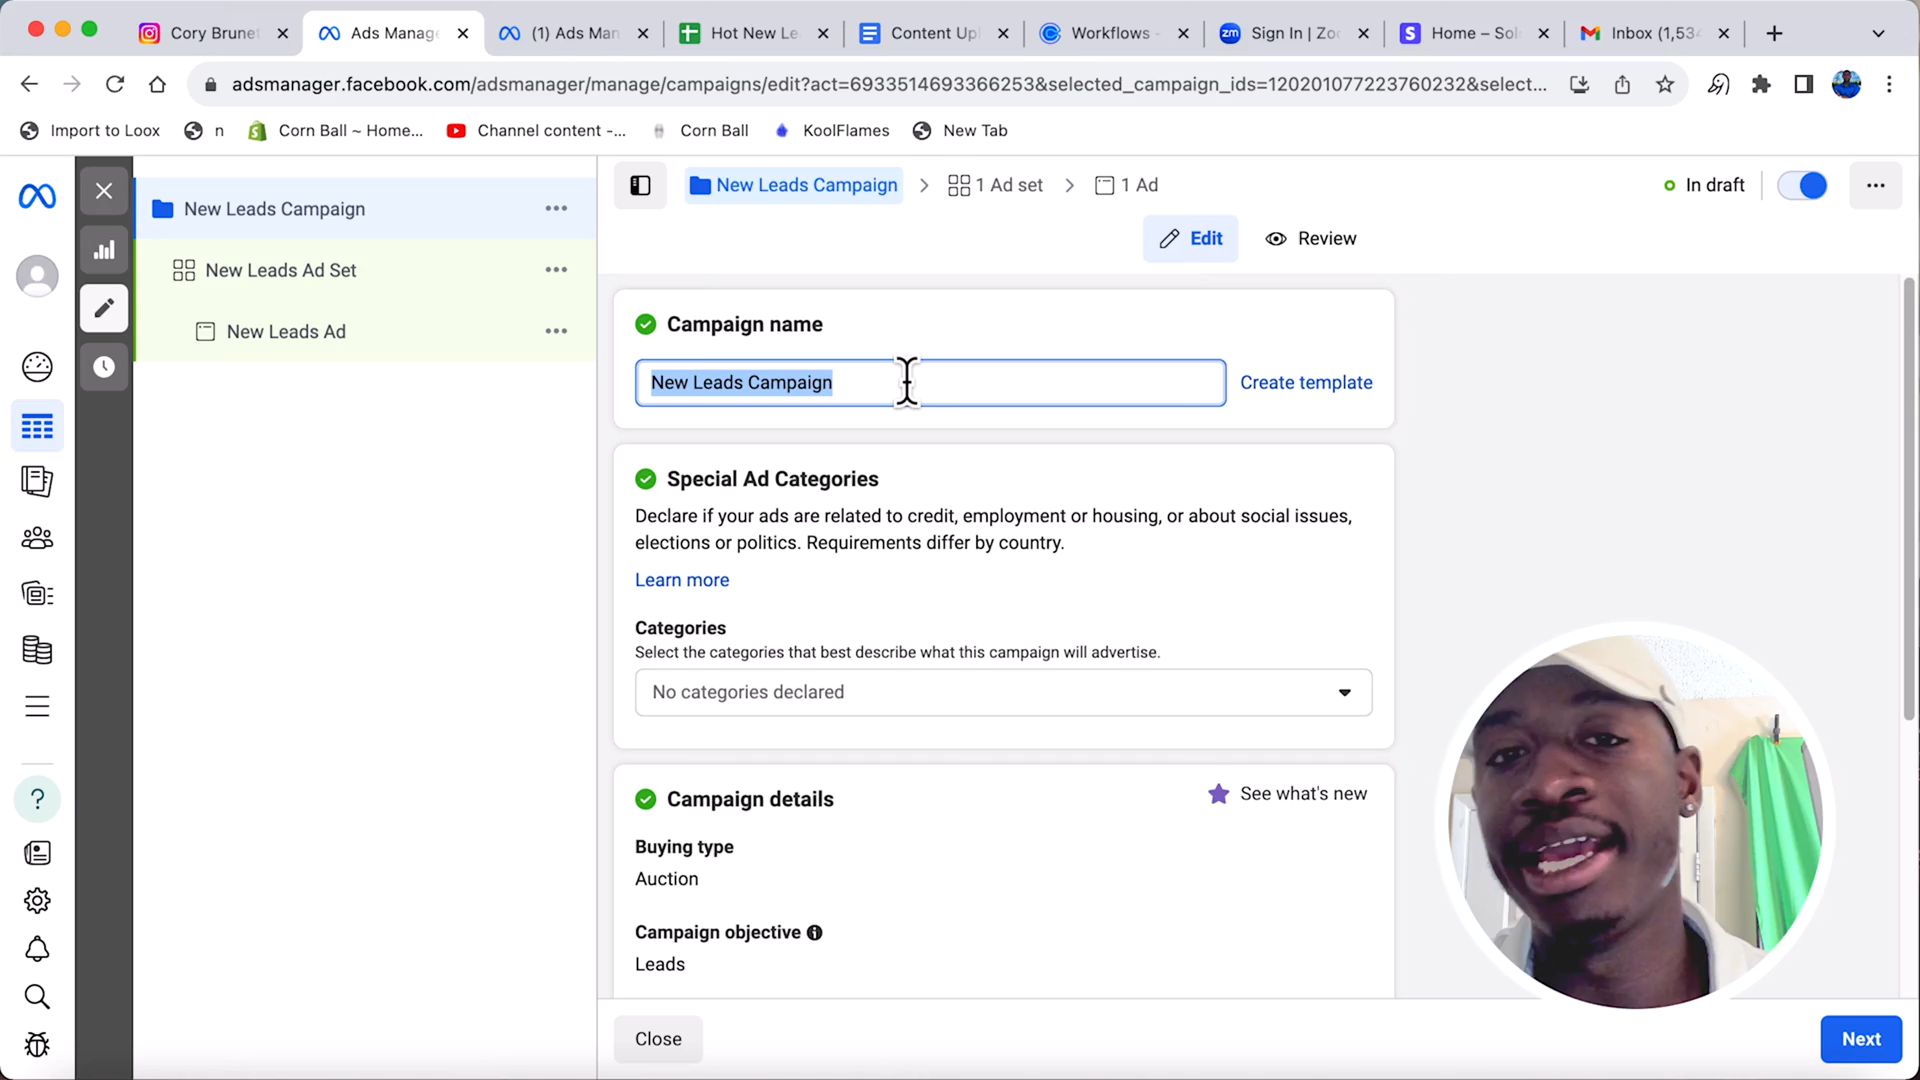 Cory Brune
Ads Manage
(1) Ads Man
Hot New Le
Content Up
Workflows -
zm
Sign In | Zoo
S
Home – Sol
Inbox (1,534
adsmanager.facebook.com/adsmanager/manage/campaigns/edit?act=6933514693366253&selected_campaign_ids=120201077223760232&select...
Import to Loox
n
Corn Ball ~ Home...
Channel content -...
Corn Ball
KoolFlames
New Tab
New Leads Campaign
New Leads Ad Set
New Leads Ad
New Leads Campaign
1 Ad set
1 Ad
In draft
Edit
Review
Campaign name
New Leads Campaign
Create template
Special Ad Categories
Declare if your ads are related to credit, employment or housing, or about social issues,
elections or politics. Requirements differ by country.
Learn more
Categories
Select the categories that best describe what this campaign will advertise.
No categories declared
Campaign details
See what's new
Buying type
Auction
Campaign objective
Leads
Close
Next